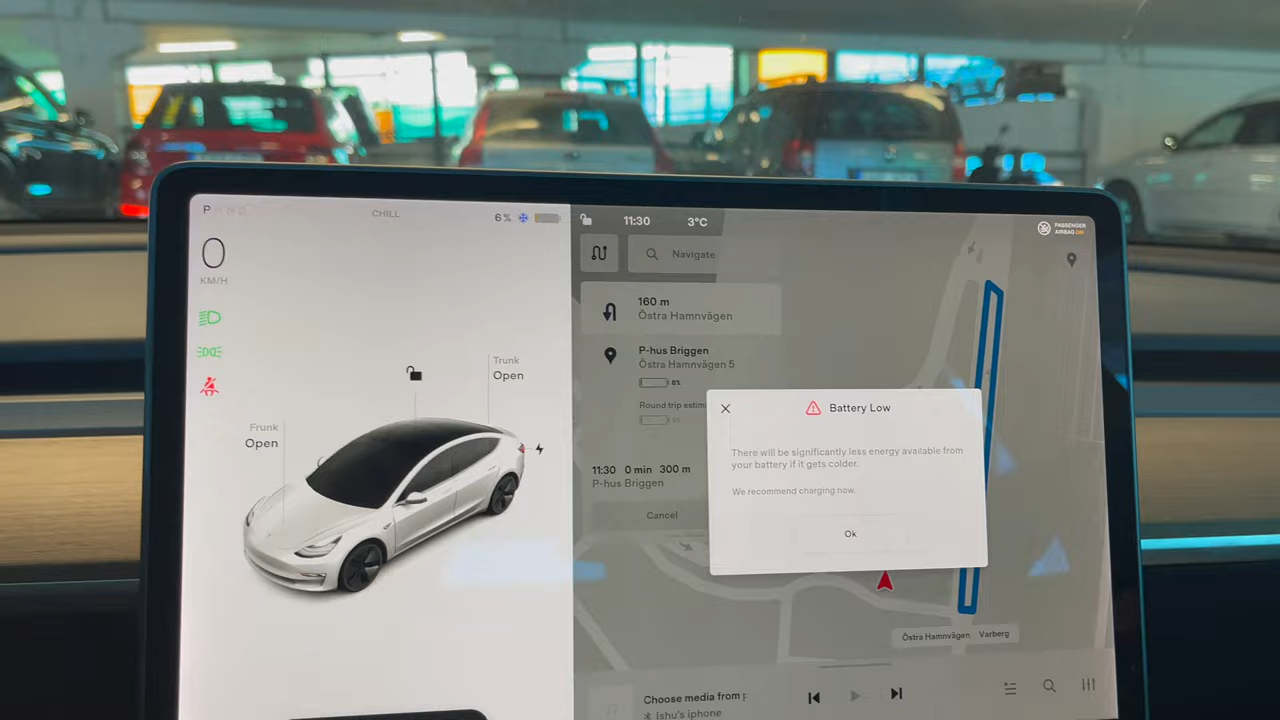 P
CHILL
6 %
0
KM/H
Trunk
Open
Frunk
Open
11:30
3°C
PASSENGER
AIRBAG ON
Navigate
160 m
Östra Hamnvägen
P-hus Briggen
Östra Hamnvägen 5
6%
Round trip estim
11:30 0 min 300 m
P-hus Briggen
Cancel
Battery Low
There will be significantly less energy available from
your battery if it gets colder.
We recommend charging now.
Ok
Östra Hamnvägen Varberg
Choose media from
Ishu's iphone